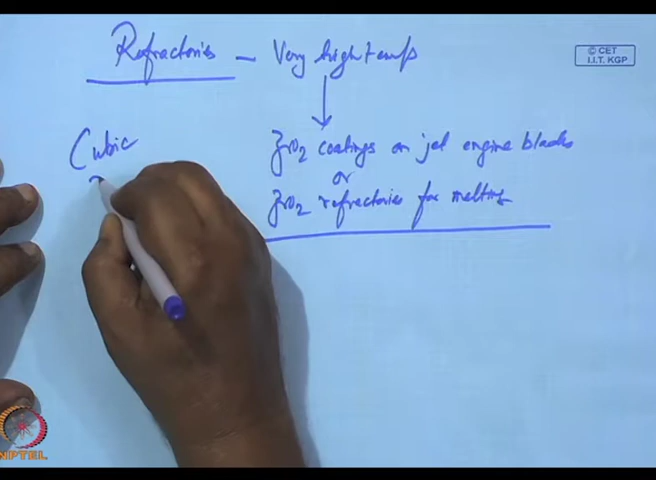 Refractories - Very high temp
© CET
I.I.T. KGP
Cubic
ZrO2 coatings on jet engine blades
or
ZrO2 refractories for melting
NPTEL